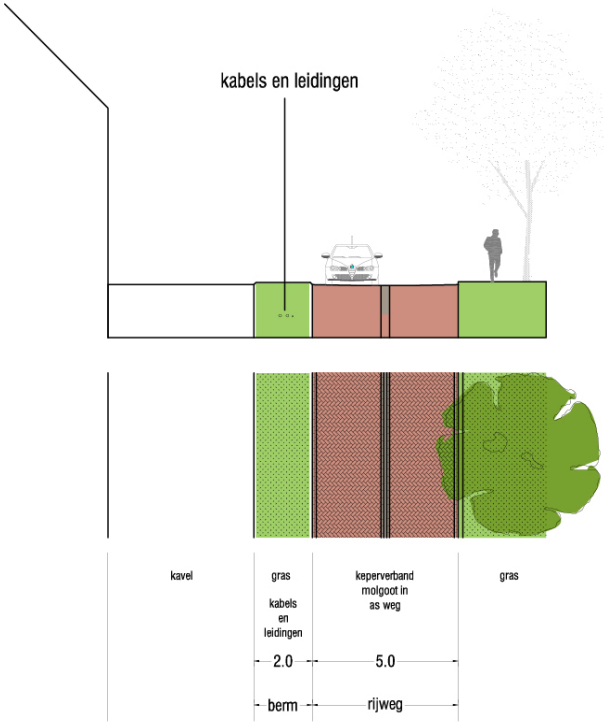 kabels en leidingen
kavel
gras
kabels
en
leidingen
keperverband
molgoot in
as weg
gras
2.0
5.0
berm
rijweg